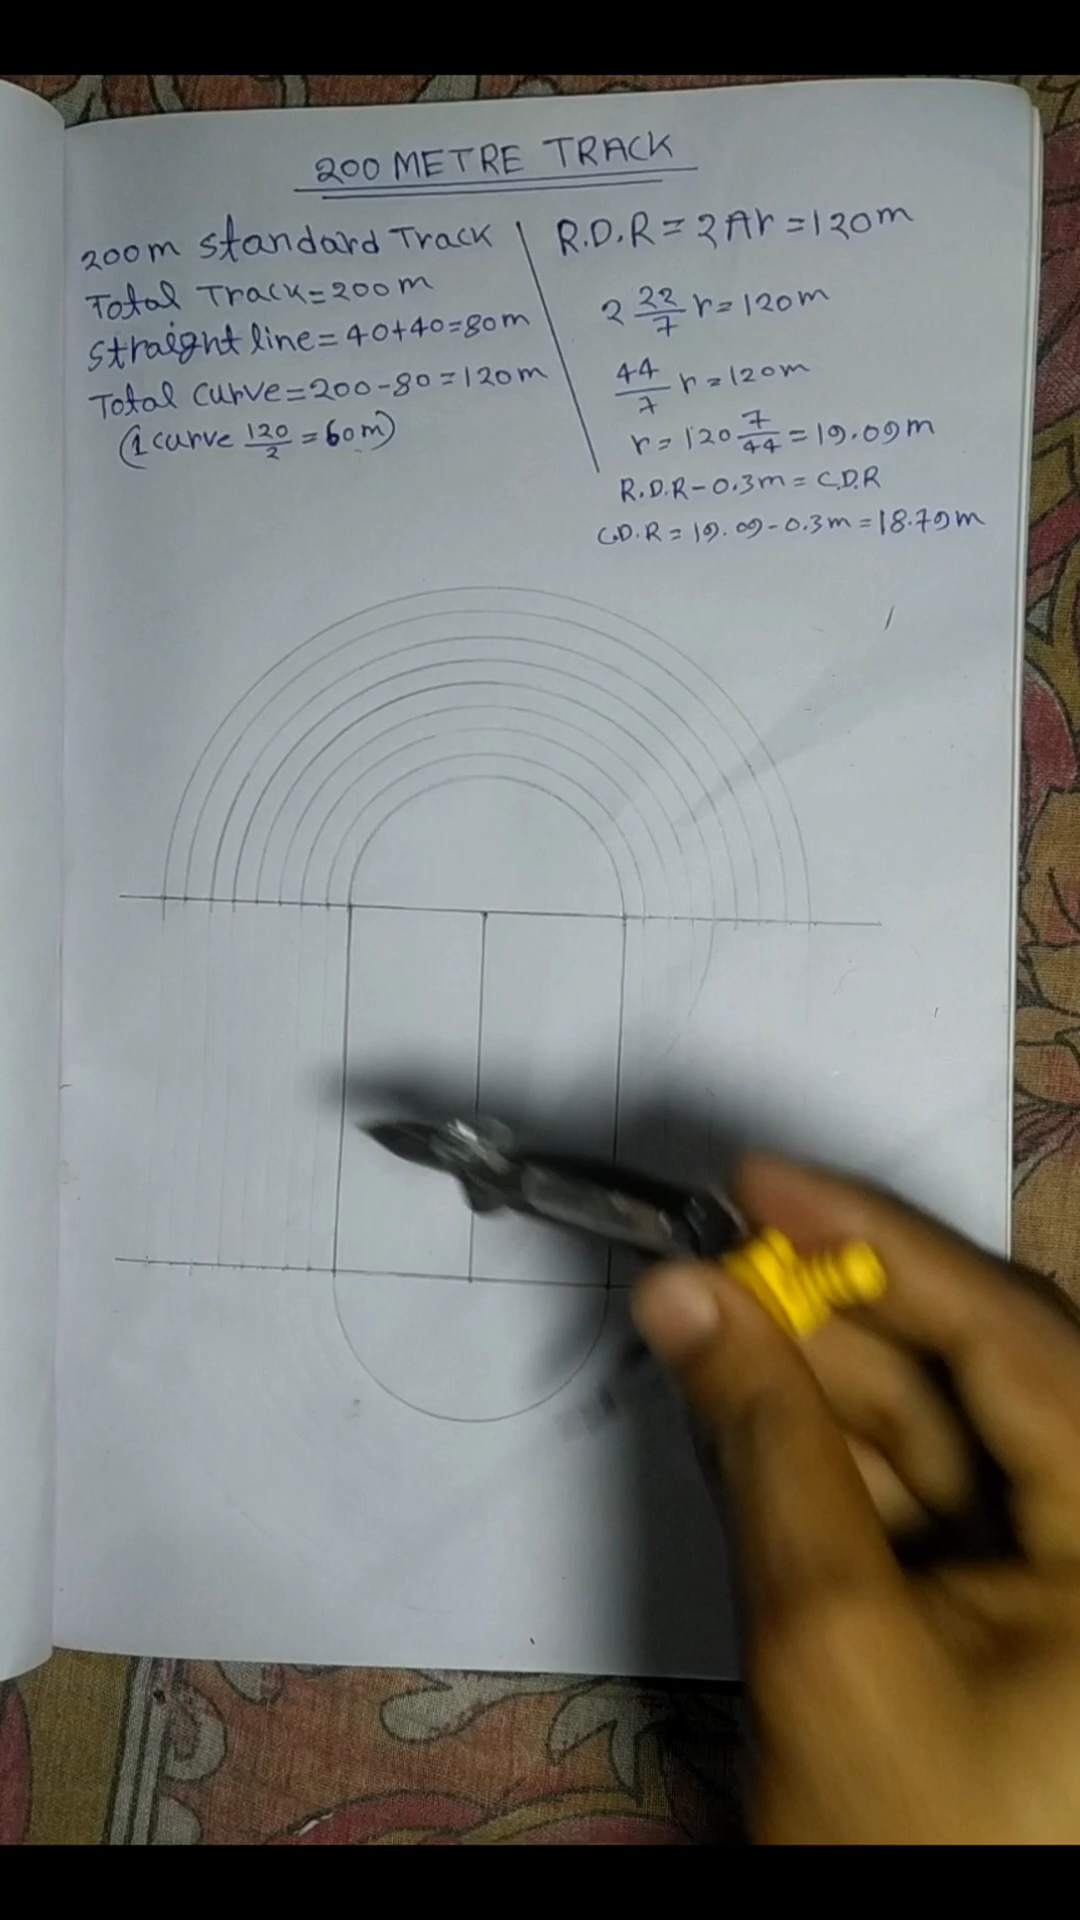 200 METRE TRACK
200m standard Track
Total Track=200m
Straight line=40+40=80m
Total Curve=200-80=120m
(1 curve 120/2=60m)
R.D.R=2πr=120m
2 22/7 r=120m
44/7 r=120m
r=120 7/44=19.09m
R.D.R-0.3m=C.D.R
C.D.R=19.09-0.3m=18.79m